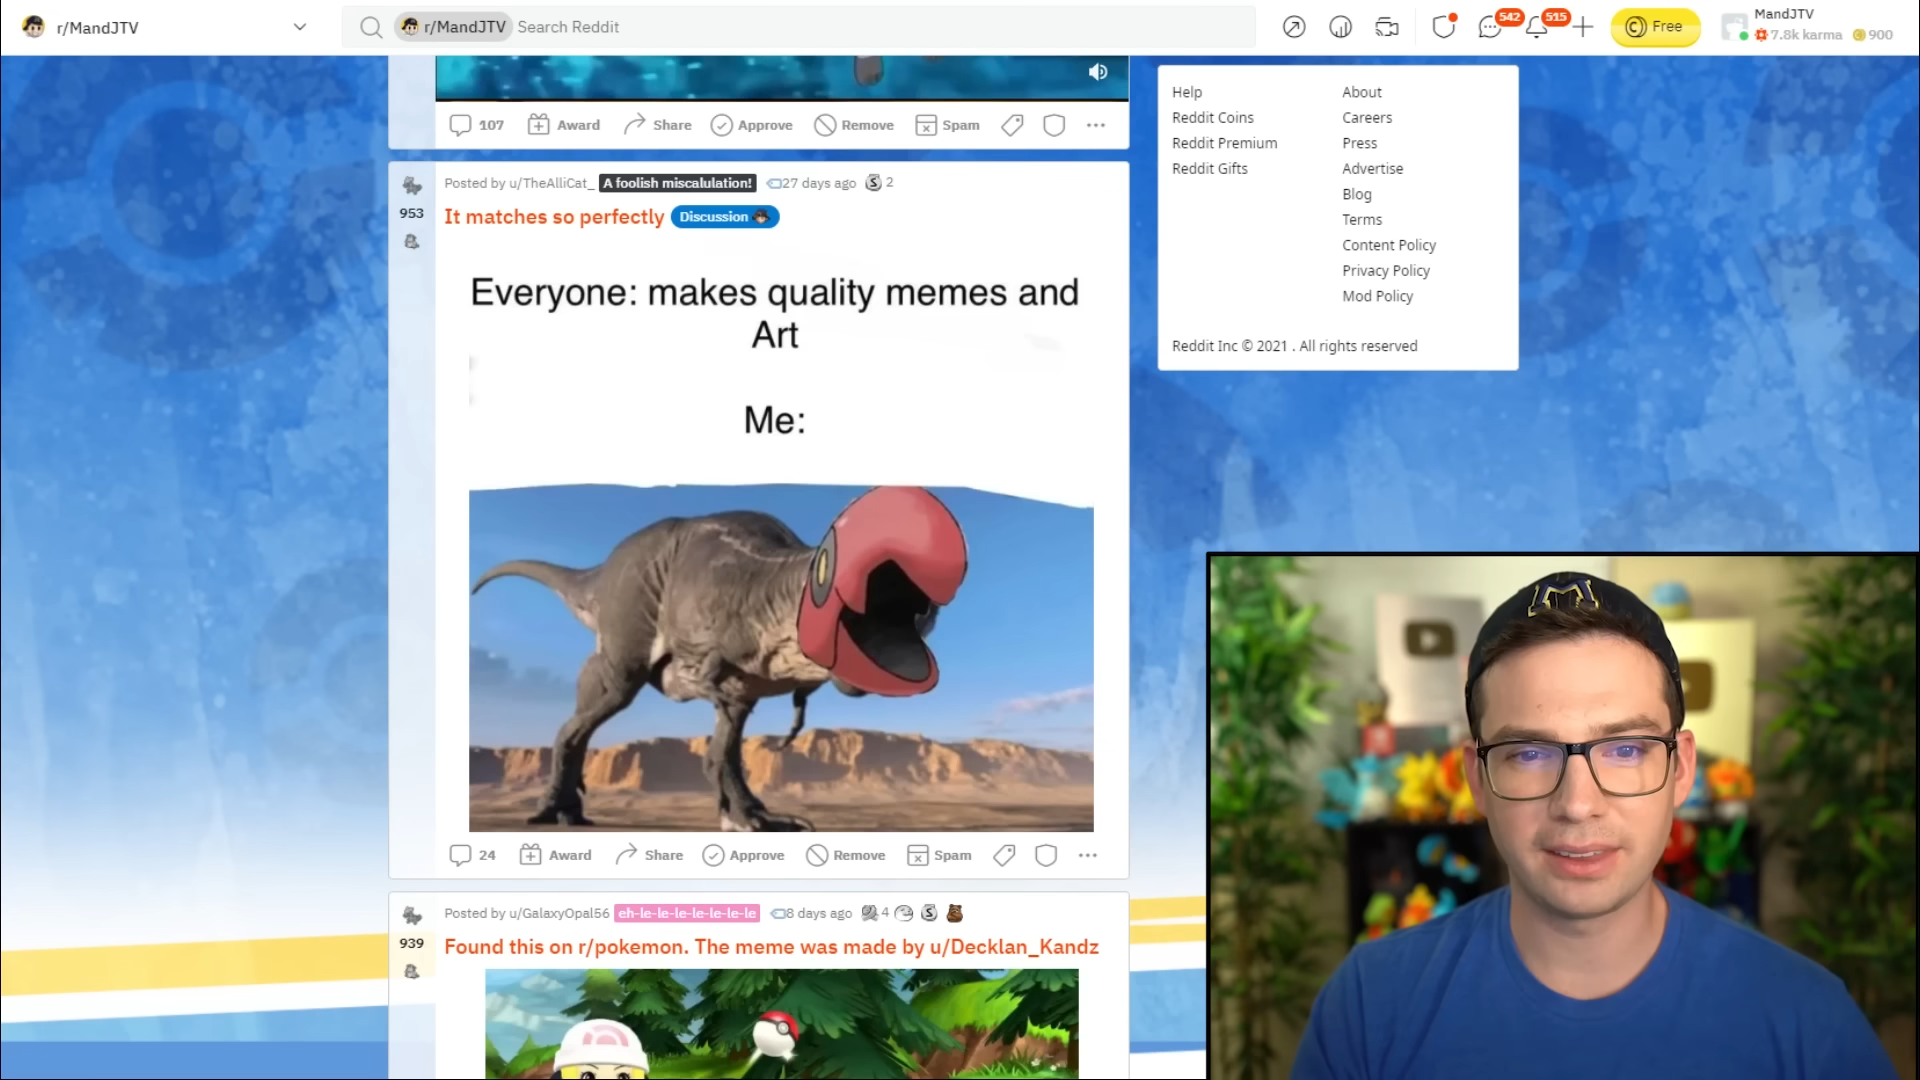 r/MandJTV
r/MandJTV Search Reddit
542
515
Free
MandJTV
7.8k karma 900
107 Award Share Approve Remove Spam
Posted by u/TheAlliCat_ A foolish miscalulation! 27 days ago S 2
953
It matches so perfectly Discussion
Everyone: makes quality memes and
Art
Me:
24 Award Share Approve Remove Spam
Posted by u/GalaxyOpal56 eh-le-le-le-le-le-le-le 8 days ago 4 S
939
Found this on r/pokemon. The meme was made by u/Decklan_Kandz
Help
Reddit Coins
Reddit Premium
Reddit Gifts
About
Careers
Press
Advertise
Blog
Terms
Content Policy
Privacy Policy
Mod Policy
Reddit Inc © 2021 . All rights reserved
M